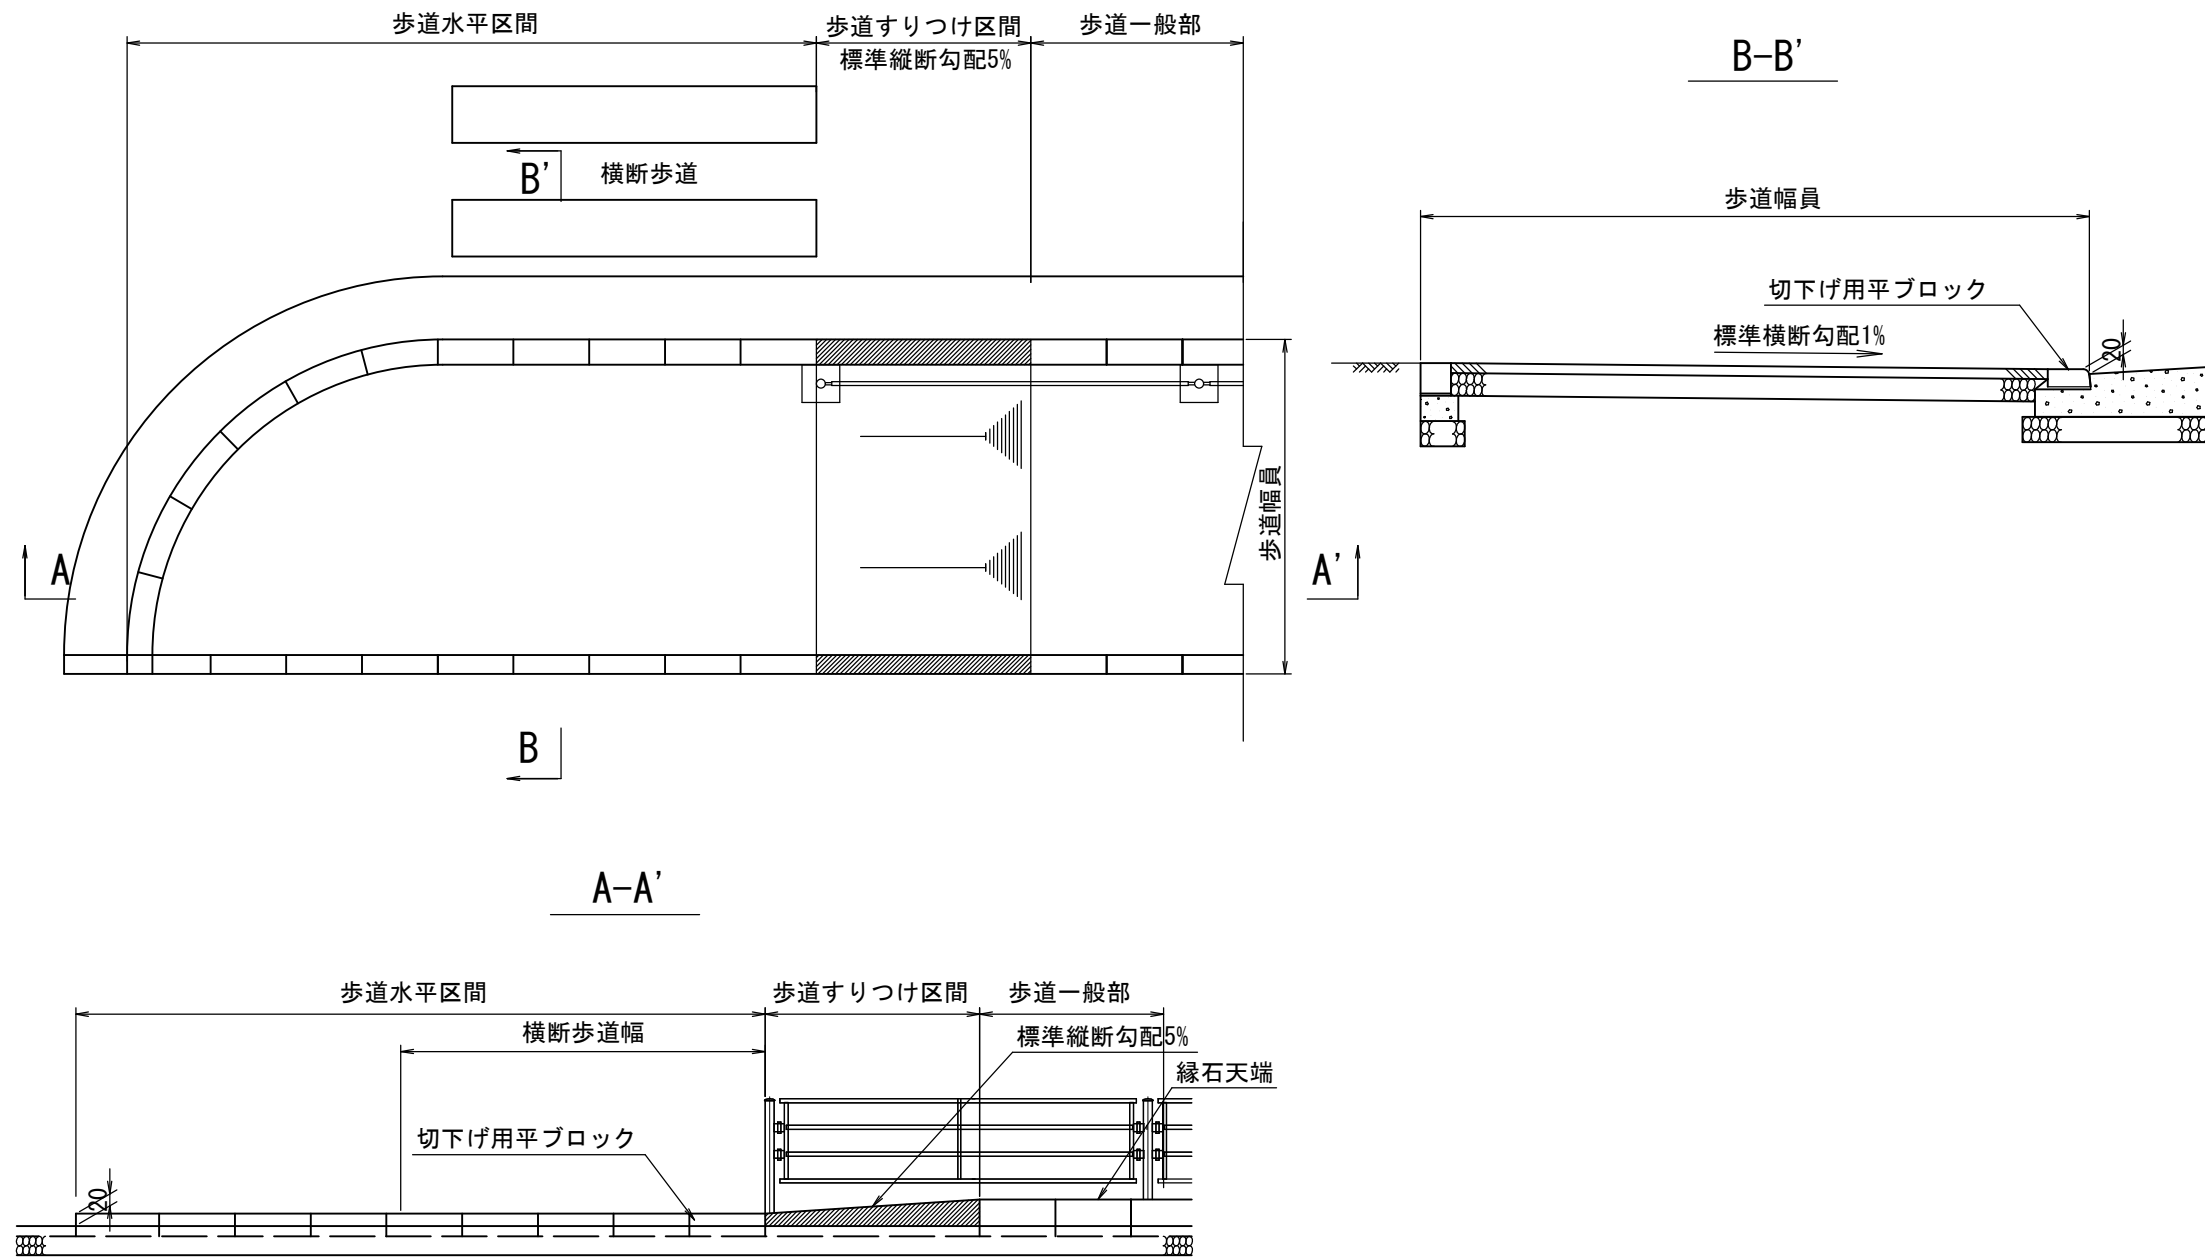 歩道水平区間
歩道すりつけ区間
標準縦断勾配5%
歩道一般部
B-B'
B'
横断歩道
歩道幅員
切下げ用平ブロック
標準横断勾配1%
20
A
歩道幅員
A'
B
A-A'
歩道水平区間
歩道すりつけ区間
歩道一般部
横断歩道幅
標準縦断勾配5%
縁石天端
切下げ用平ブロック
20